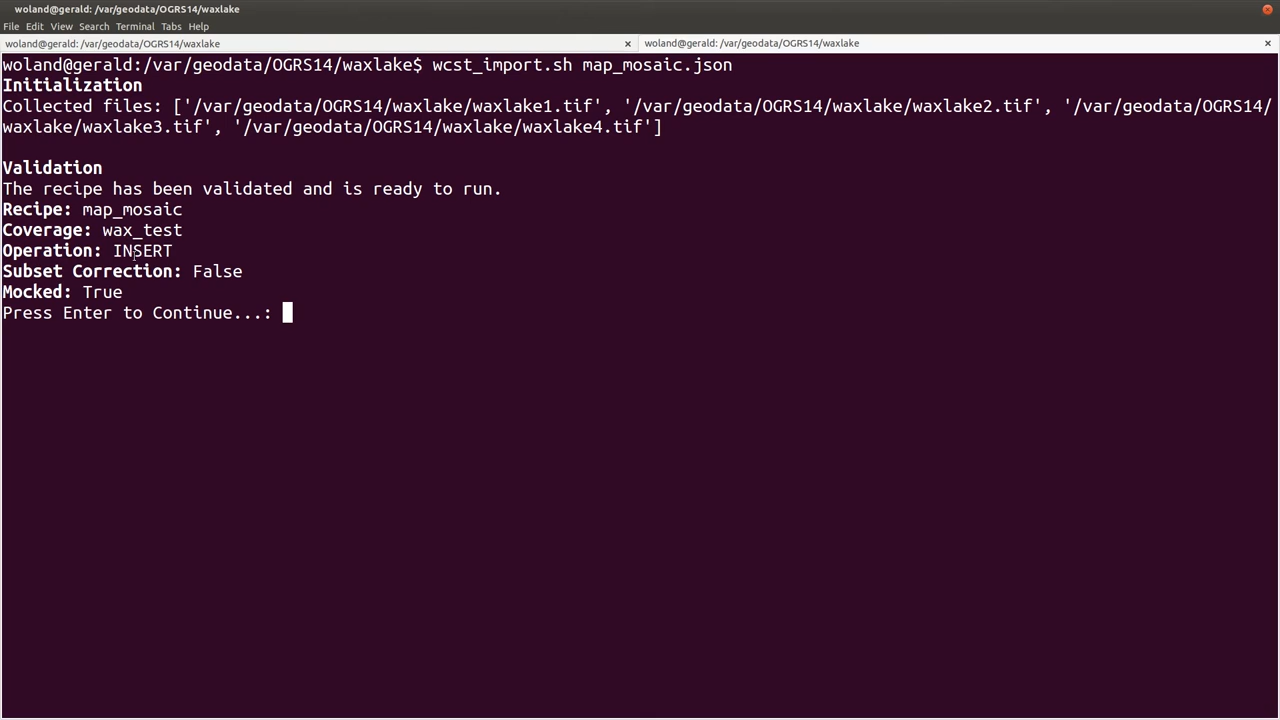 woland@gerald: /var/geodata/OGRS14/waxlake
File Edit View Search Terminal Tabs Help
woland@gerald: /var/geodata/OGRS14/waxlake × woland@gerald: /var/geodata/OGRS14/waxlake ×
woland@gerald:/var/geodata/OGRS14/waxlake$ wcst_import.sh map_mosaic.json
Initialization
Collected files: ['/var/geodata/OGRS14/waxlake/waxlake1.tif', '/var/geodata/OGRS14/waxlake/waxlake2.tif', '/var/geodata/OGRS14/
waxlake/waxlake3.tif', '/var/geodata/OGRS14/waxlake/waxlake4.tif']
Validation
The recipe has been validated and is ready to run.
Recipe: map_mosaic
Coverage: wax_test
Operation: INSERT
Subset Correction: False
Mocked: True
Press Enter to Continue...: